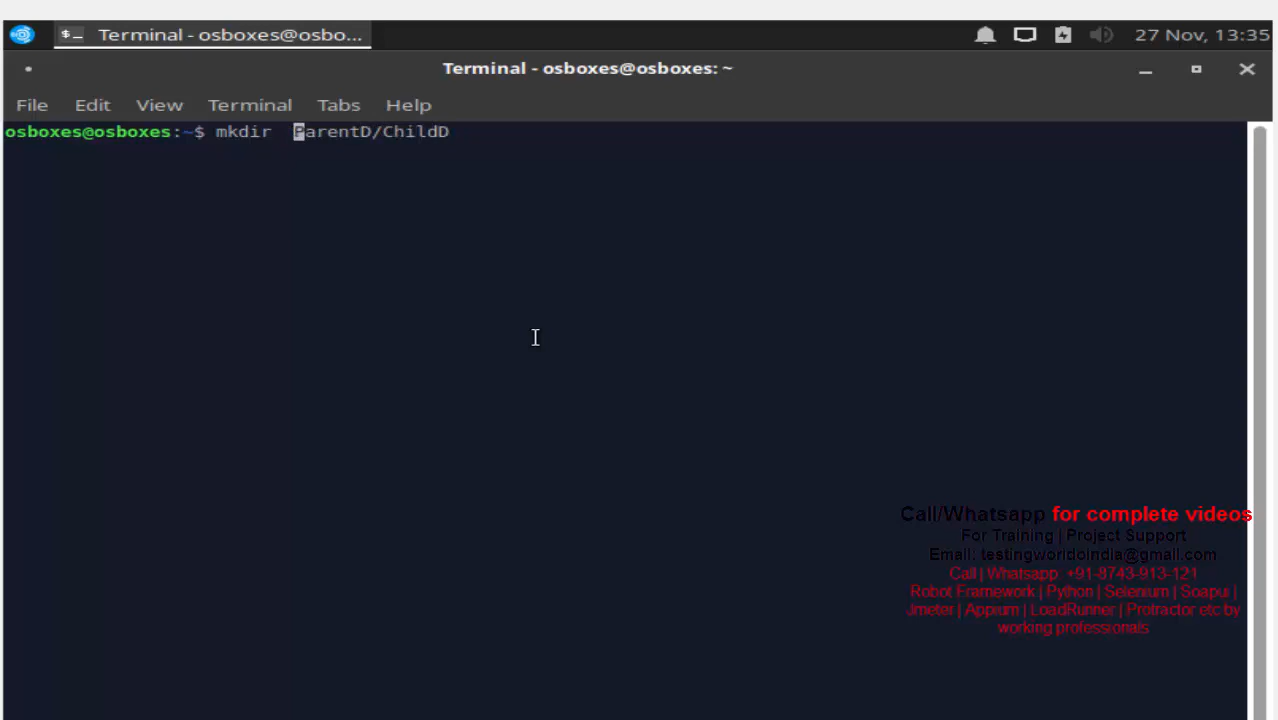 $_ Terminal - osboxes@osbo... 27 Nov, 13:35
Terminal - osboxes@osboxes: ~
File Edit View Terminal Tabs Help
osboxes@osboxes:~$ mkdir  ParentD/ChildD
Call/Whatsapp for complete videos
For Training | Project Support
Email: testingworldoindia@gmail.com
Call | Whatsapp: +91-8743-913-121
Robot Framework | Python | Selenium | Soapui |
Jmeter | Appium | LoadRunner | Protractor etc by
working professionals